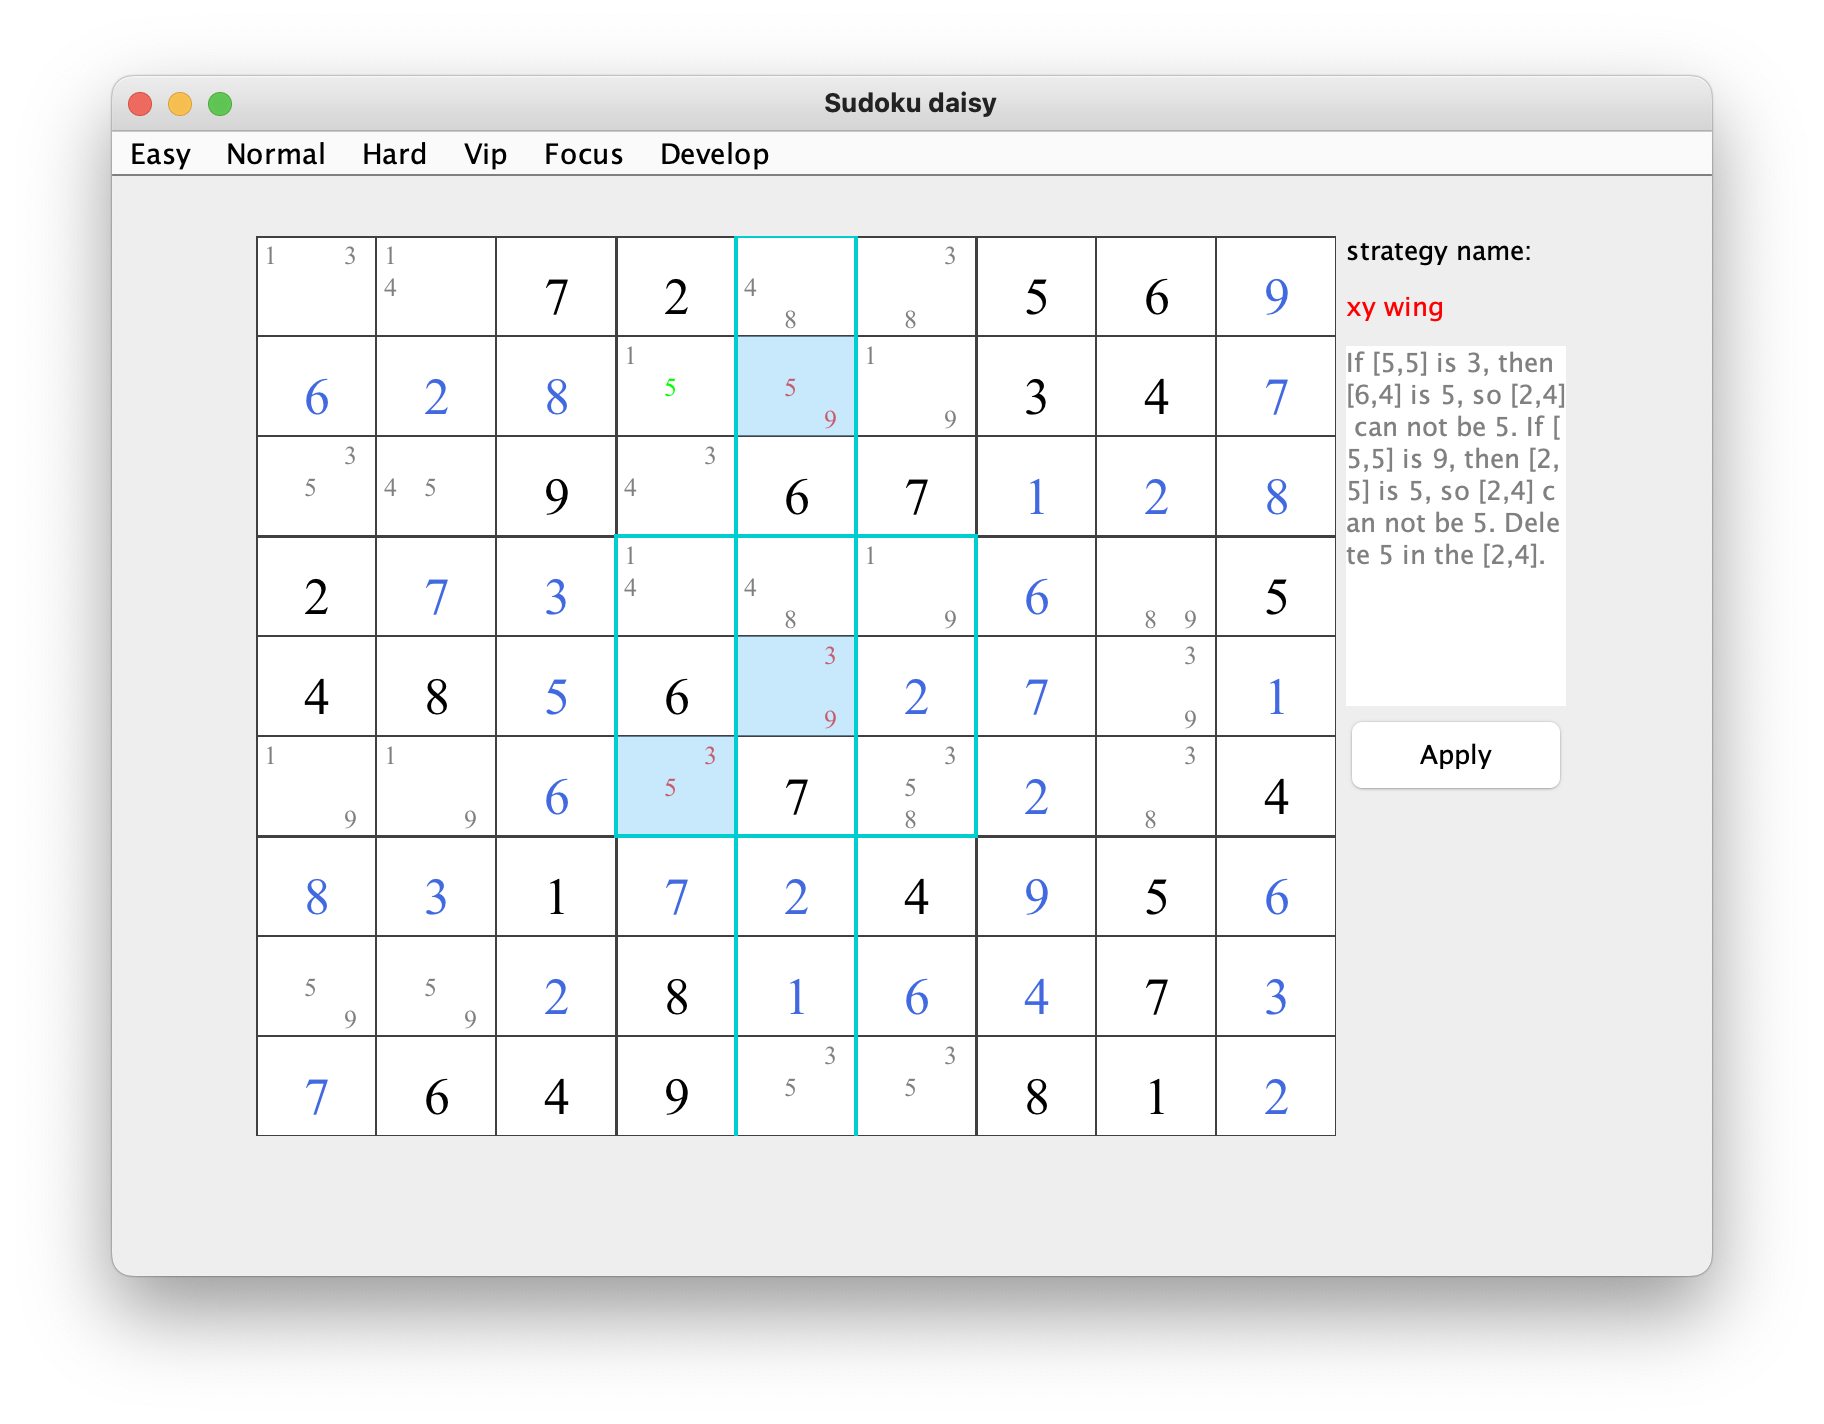 Sudoku daisy
Easy Normal Hard Vip Focus Develop
1 3 1 3
4 7 2 4 5 6 9
8 8
1 1
6 2 8 5 5 3 4 7
9 9
3 3
5 4 5 9 4 6 7 1 2 8
1 1
2 7 3 4 4 6 5
8 9 8 9
3 3
4 8 5 6 2 7 1
9 9
1 1 3 3 3
6 5 7 5 2 4
9 9 8 8
8 3 1 7 2 4 9 5 6
5 5 2 8 1 6 4 7 3
9 9
3 3
7 6 4 9 5 5 8 1 2
strategy name:
xy wing
If [5,5] is 3, then
[6,4] is 5, so [2,4]
can not be 5. If [
5,5] is 9, then [2,
5] is 5, so [2,4] c
an not be 5. Dele
te 5 in the [2,4].
Apply